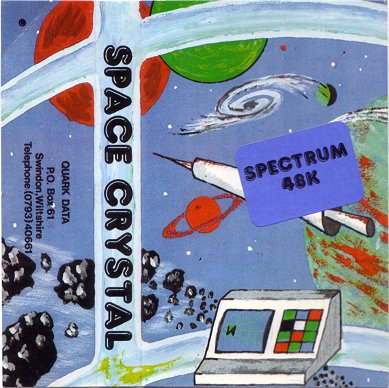 SPACE CRYSTAL
QUARK DATA
P.O. Box 61
Swindon,Wiltshire
Telephone (0793) 40661
SPECTRUM
48K